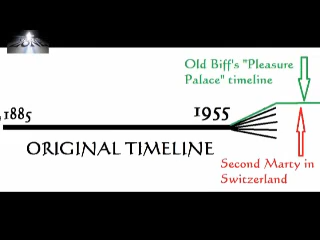 Old Biff's "Pleasure
Palace" timeline
1885
1955
ORIGINAL TIMELINE
Second Marty in
Switzerland